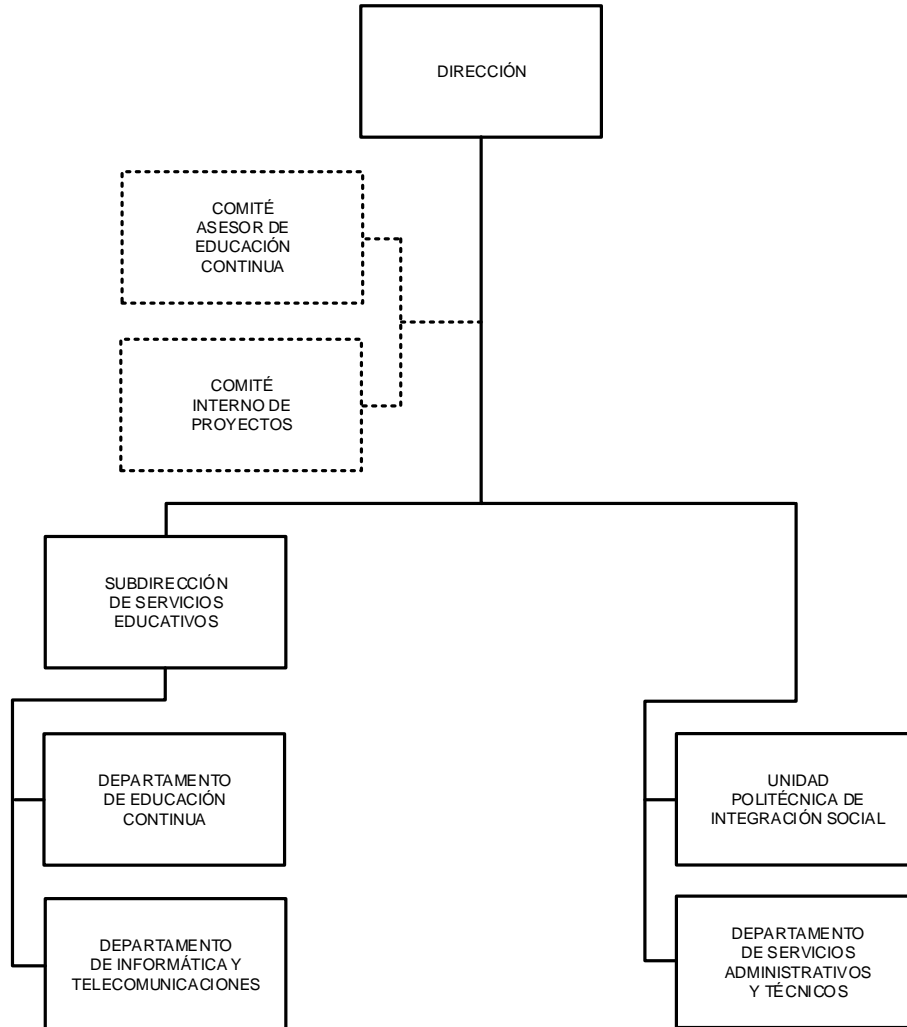 DIRECCIÓN
COMITÉ
ASESOR DE
EDUCACIÓN
CONTINUA
COMITÉ
INTERNO DE
PROYECTOS
SUBDIRECCIÓN
DE SERVICIOS
EDUCATIVOS
DEPARTAMENTO
DE EDUCACIÓN
CONTINUA
DEPARTAMENTO
DE INFORMÁTICA Y
TELECOMUNICACIONES
UNIDAD
POLITÉCNICA DE
INTEGRACIÓN SOCIAL
DEPARTAMENTO
DE SERVICIOS
ADMINISTRATIVOS
Y TÉCNICOS